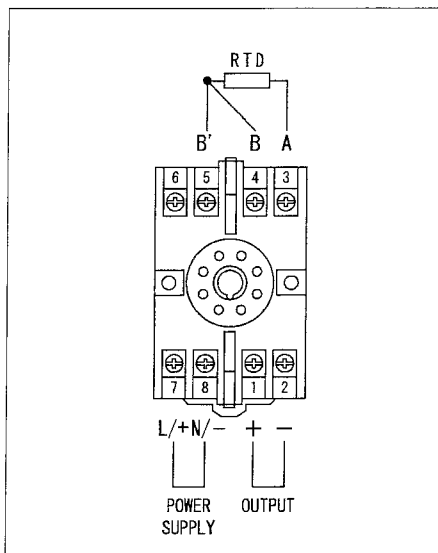 RTD
B' B A
6 5 4 3
7 8 1 2
L/+ N/- + -
POWER SUPPLY
OUTPUT